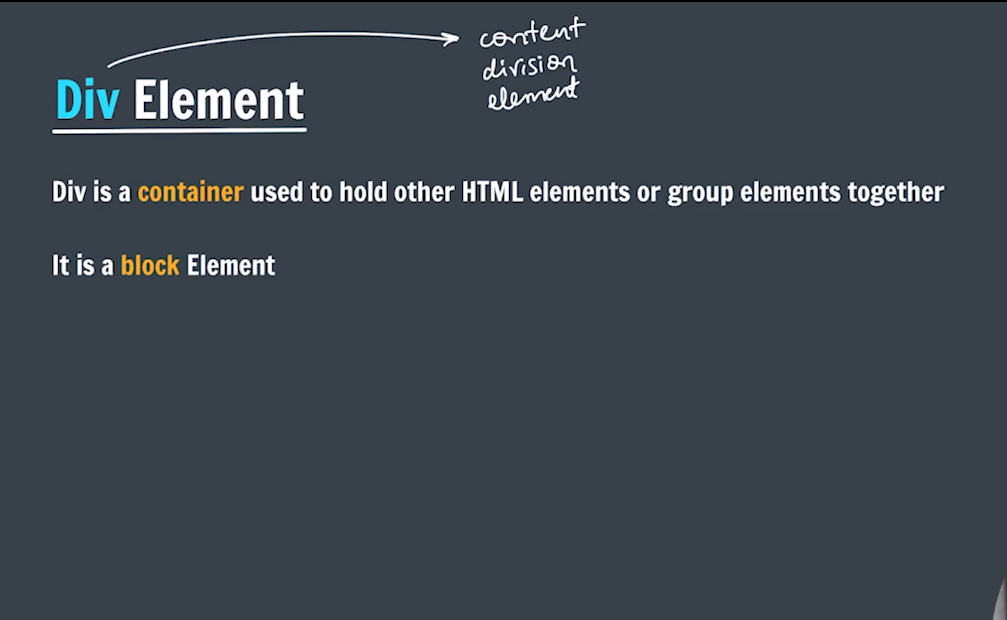 content
division
element
Div Element
Div is a container used to hold other HTML elements or group elements together
It is a block Element